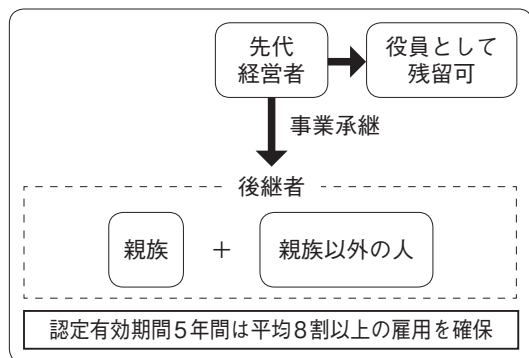 先代
経営者
役員として
残留可
事業承継
後継者
親族
+
親族以外の人
認定有効期間5年間は平均8割以上の雇用を確保